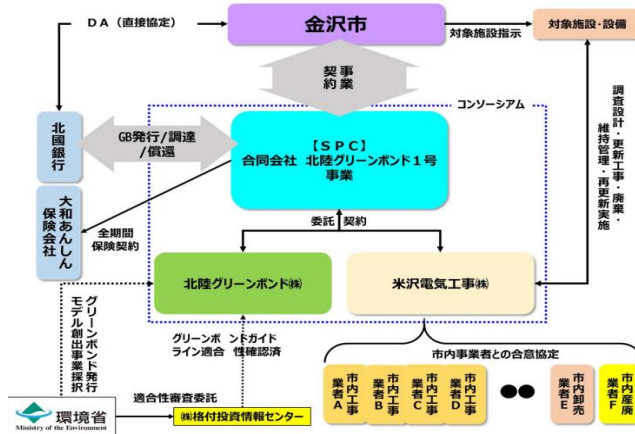 DA（直接協定）
金沢市
対象施設指示
対象施設・設備
事業
契約
コンソーシアム
北國銀行
GB発行/調達
/償還
【SPC】
合同会社 北陸グリーンボンド1号
事業
調査設計・更新工事・廃棄・
維持管理・再更新実施
大和あんしん
保険会社
全期間
保険契約
委託 契約
北陸グリーンボンド㈱
米沢電気工事㈱
グリーンボンド発行
モデル創出事業採択
グリーンボ ンドガイド
ライン適合 性確認済
市内事業者との合意協定
市内工事
業者A
市内工事
業者B
市内工事
業者C
市内工事
業者D
●●
市内卸売
業者E
市内産廃
業者F
環境省
Ministry of the Environment
適合性審査委託
㈱格付投資情報センター